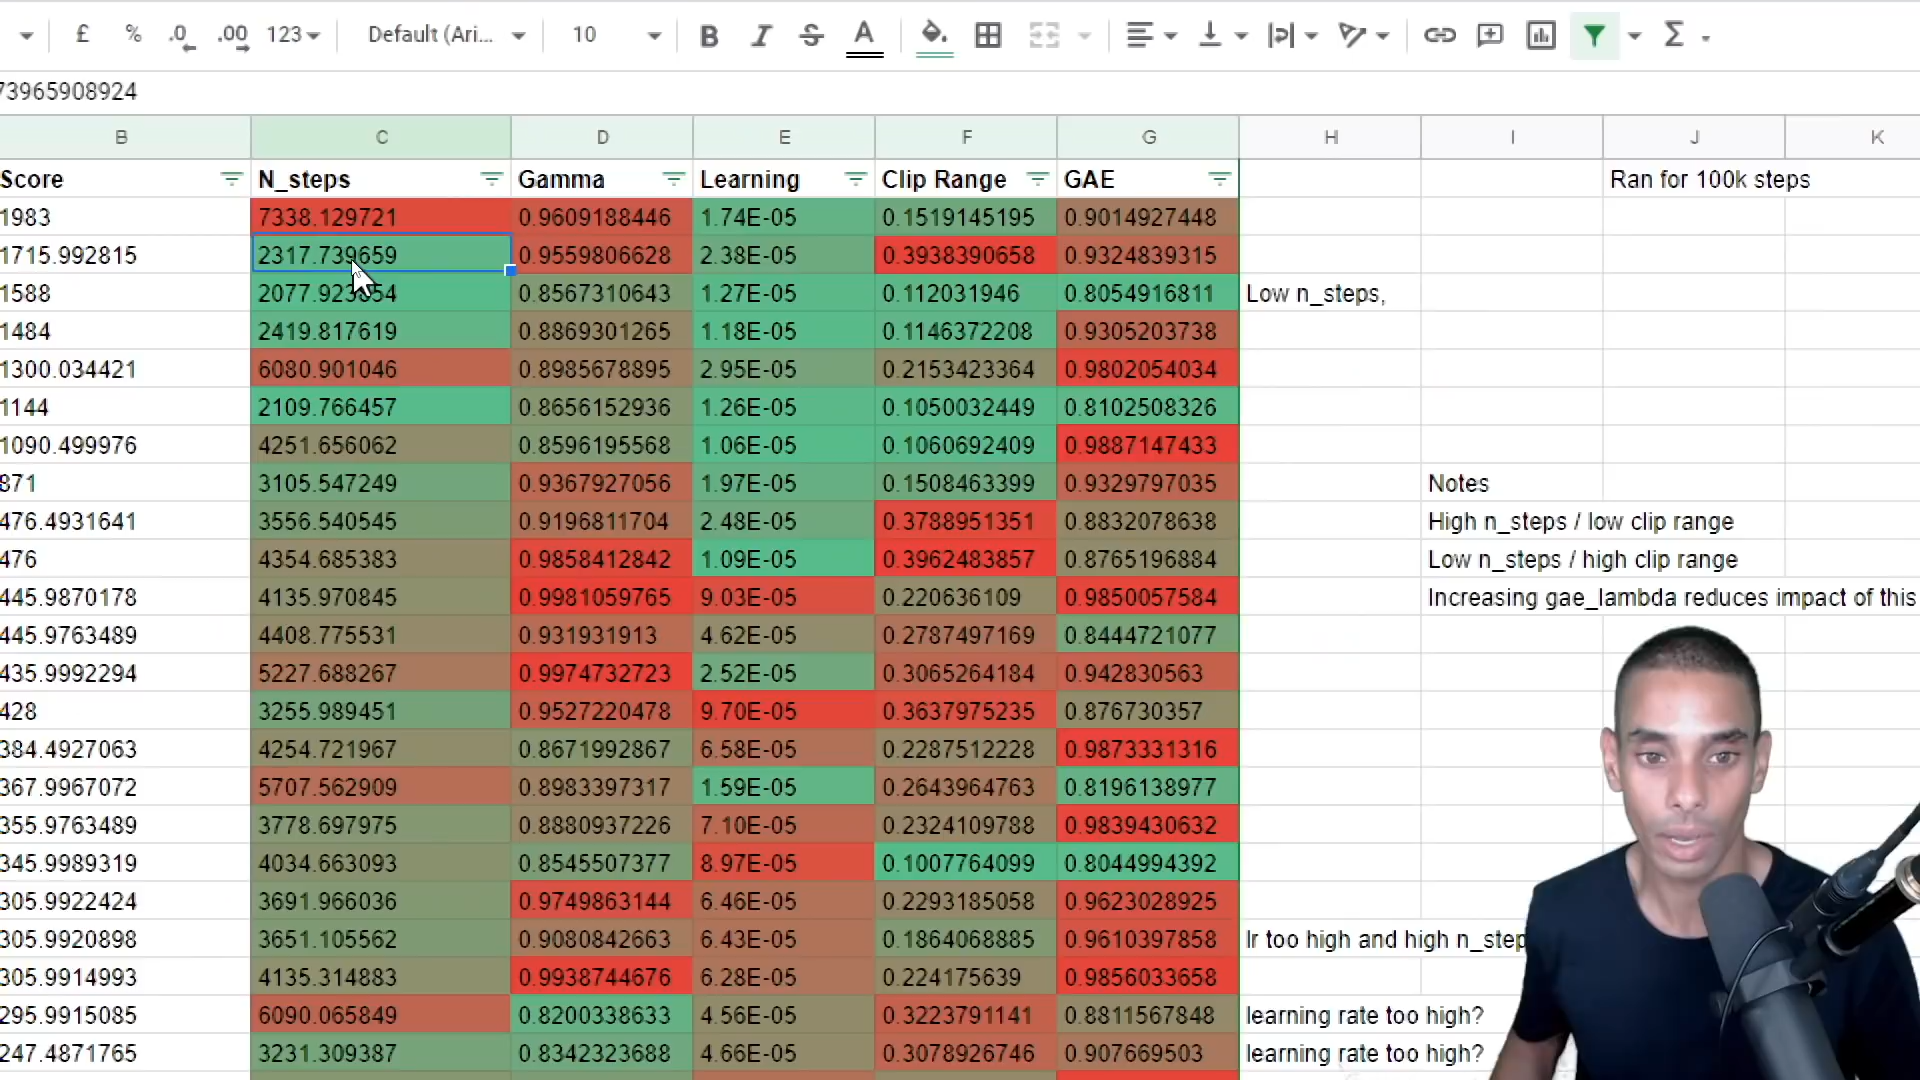 £ % .0 .00 123 Default (Ari... 10 B I S A
73965908924
B C D E F G H I J K
Score N_steps Gamma Learning Clip Range GAE Ran for 100k steps
1983 7338.129721 0.9609188446 1.74E-05 0.1519145195 0.9014927448
1715.992815 2317.739659 0.9559806628 2.38E-05 0.3938390658 0.9324839315
1588 0.8567310643 1.27E-05 0.112031946 0.8054916811 Low n_steps,
1484 2419.817619 0.8869301265 1.18E-05 0.1146372208 0.9305203738
1300.034421 6080.901046 0.8985678895 2.95E-05 0.2153423364 0.9802054034
1144 2109.766457 0.8656152936 1.26E-05 0.1050032449 0.8102508326
1090.499976 4251.656062 0.8596195568 1.06E-05 0.1060692409 0.9887147433
871 3105.547249 0.9367927056 1.97E-05 0.1508463399 0.9329797035 Notes
476.4931641 3556.540545 0.9196811704 2.48E-05 0.3788951351 0.8832078638 High n_steps / low clip range
476 4354.685383 0.9858412842 1.09E-05 0.3962483857 0.8765196884 Low n_steps / high clip range
445.9870178 4135.970845 0.9981059765 9.03E-05 0.220636109 0.9850057584 Increasing gae_lambda reduces impact of this
445.9763489 4408.775531 0.931931913 4.62E-05 0.2787497169 0.8444721077
435.9992294 5227.688267 0.9974732723 2.52E-05 0.3065264184 0.942830563
428 3255.989451 0.9527220478 9.70E-05 0.3637975235 0.876730357
384.4927063 4254.721967 0.8671992867 6.58E-05 0.2287512228 0.9873331316
367.9967072 5707.562909 0.8983397317 1.59E-05 0.2643964763 0.8196138977
355.9763489 3778.697975 0.8880937226 7.10E-05 0.2324109788 0.9839430632
345.9989319 4034.663093 0.8545507377 8.97E-05 0.1007764099 0.8044994392
305.9922424 3691.966036 0.9749863144 6.46E-05 0.2293185058 0.9623028925
305.9920898 3651.105562 0.9080842663 6.43E-05 0.1864068885 0.9610397858 lr too high and high n_step
305.9914993 4135.314883 0.9938744676 6.28E-05 0.224175639 0.9856033658
295.9915085 6090.065849 0.8200338633 4.56E-05 0.3223791141 0.8811567848 learning rate too high?
247.4871765 3231.309387 0.8342323688 4.66E-05 0.3078926746 0.907669503 learning rate too high?